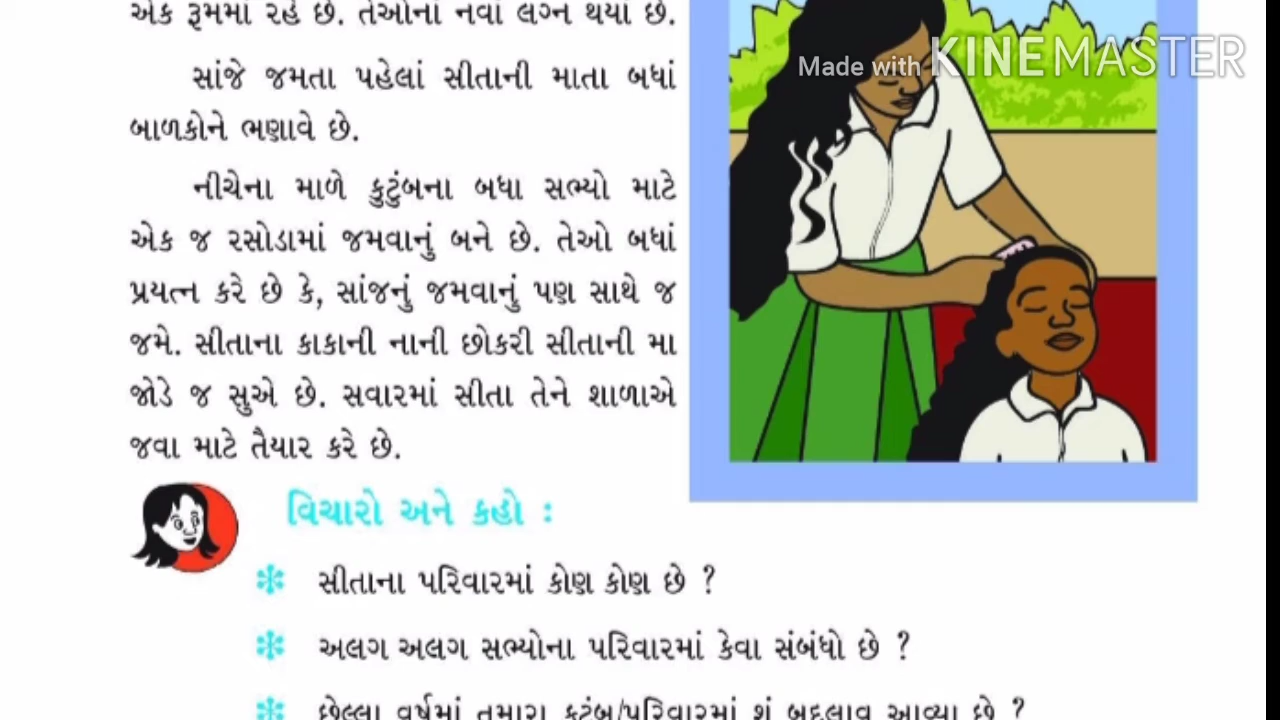 એક રૂમમાં રહે છે. તેઓનાં નવાં લગ્ન થયાં છે.
સાંજે જમતા પહેલાં સીતાની માતા બધાં
બાળકોને ભણાવે છે.
નીચેના માળે કુટુંબના બધા સભ્યો માટે
એક જ રસોડામાં જમવાનું બને છે. તેઓ બધાં
પ્રયત્ન કરે છે કે, સાંજનું જમવાનું પણ સાથે જ
જમે. સીતાના કાકાની નાની છોકરી સીતાની મા
જોડે જ સુએ છે. સવારમાં સીતા તેને શાળાએ
જવા માટે તૈયાર કરે છે.
Made with KINEMASTER
વિચારો અને કહો :
સીતાના પરિવારમાં કોણ કોણ છે ?
અલગ અલગ સભ્યોના પરિવારમાં કેવા સંબંધો છે ?
છેલ્લા વર્ષમાં તમારા કુટુંબ/પરિવારમાં શું બદલાવ આવ્યા છે ?